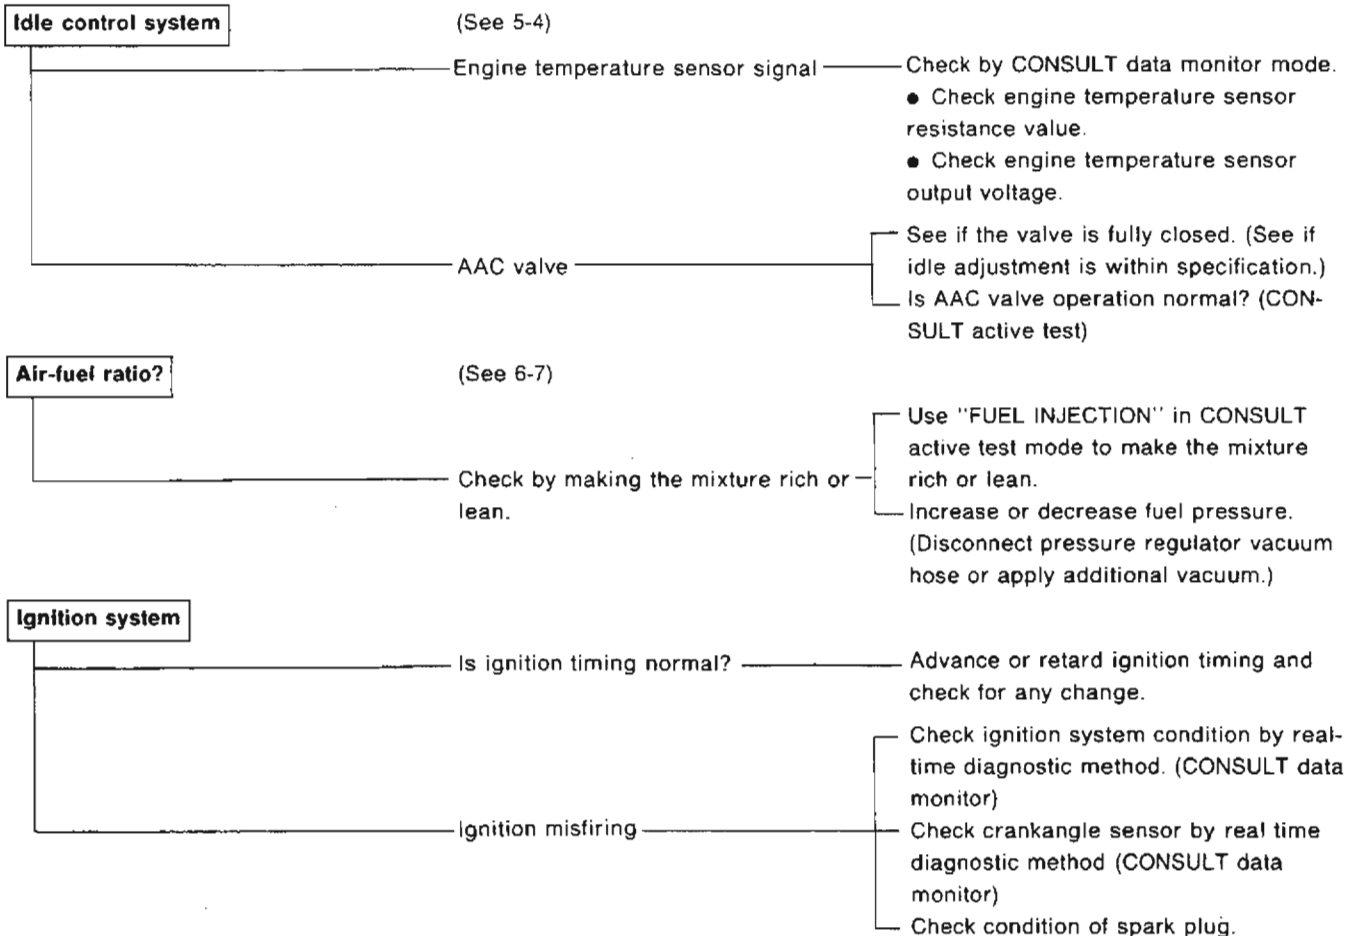 Idle control system
(See 5-4)
Engine temperature sensor signal
Check by CONSULT data monitor mode.
● Check engine temperature sensor
resistance value.
● Check engine temperature sensor
output voltage.
AAC valve
See if the valve is fully closed. (See if
idle adjustment is within specification.)
Is AAC valve operation normal? (CON-
SULT active test)
Air-fuel ratio?
(See 6-7)
Check by making the mixture rich or
lean.
Use "FUEL INJECTION" in CONSULT
active test mode to make the mixture
rich or lean.
Increase or decrease fuel pressure.
(Disconnect pressure regulator vacuum
hose or apply additional vacuum.)
Ignition system
Is ignition timing normal?
Advance or retard ignition timing and
check for any change.
Ignition misfiring
Check ignition system condition by real-
time diagnostic method. (CONSULT data
monitor)
Check crankangle sensor by real time
diagnostic method (CONSULT data
monitor)
Check condition of spark plug.